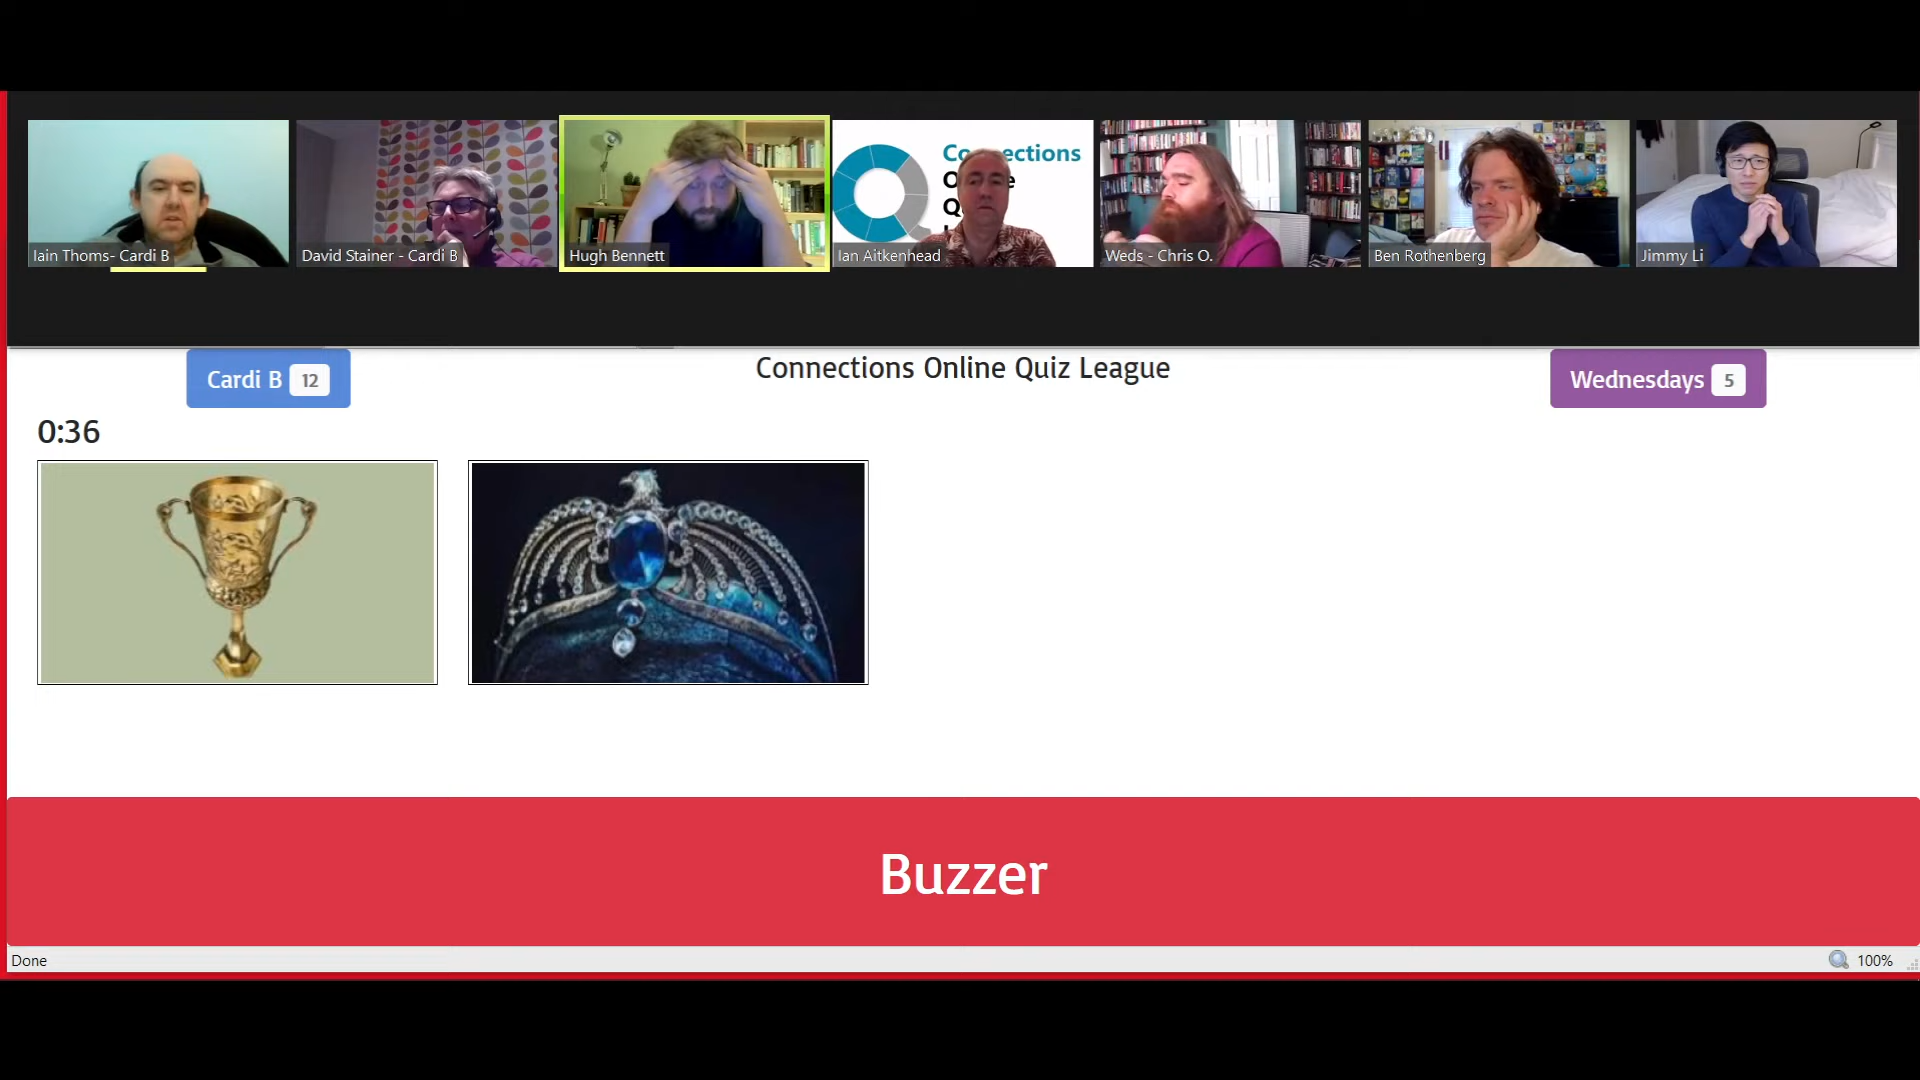 Connections
Iain Thoms- Cardi B
David Stainer - Cardi B
Hugh Bennett
Ian Aitkenhead
Weds - Chris O.
Ben Rothenberg
Jimmy Li
Cardi B 12
Connections Online Quiz League
Wednesdays 5
0:36
Buzzer
Done
100%